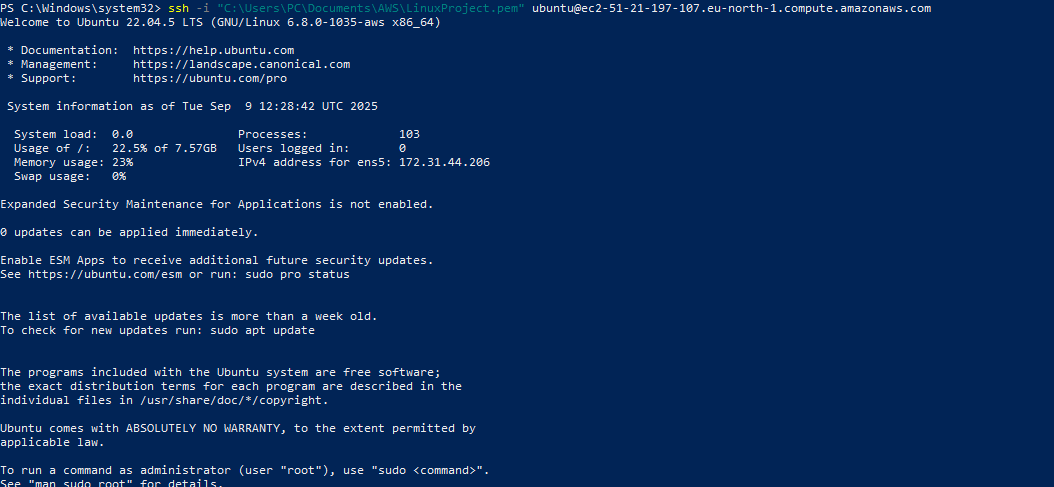 PS C:\Windows\system32> ssh -i "C:\Users\PC\Documents\AWS\LinuxProject.pem" ubuntu@ec2-51-21-197-107.eu-north-1.compute.amazonaws.com
Welcome to Ubuntu 22.04.5 LTS (GNU/Linux 6.8.0-1035-aws x86_64)
* Documentation:  https://help.ubuntu.com
* Management:     https://landscape.canonical.com
* Support:        https://ubuntu.com/pro
System information as of Tue Sep  9 12:28:42 UTC 2025
System load:  0.0               Processes:             103
Usage of /:   22.5% of 7.57GB   Users logged in:       0
Memory usage: 23%               IPv4 address for ens5: 172.31.44.206
Swap usage:   0%
Expanded Security Maintenance for Applications is not enabled.
0 updates can be applied immediately.
Enable ESM Apps to receive additional future security updates.
See https://ubuntu.com/esm or run: sudo pro status
The list of available updates is more than a week old.
To check for new updates run: sudo apt update
The programs included with the Ubuntu system are free software;
the exact distribution terms for each program are described in the
individual files in /usr/share/doc/*/copyright.
Ubuntu comes with ABSOLUTELY NO WARRANTY, to the extent permitted by
applicable law.
To run a command as administrator (user "root"), use "sudo <command>".
See "man sudo_root" for details.